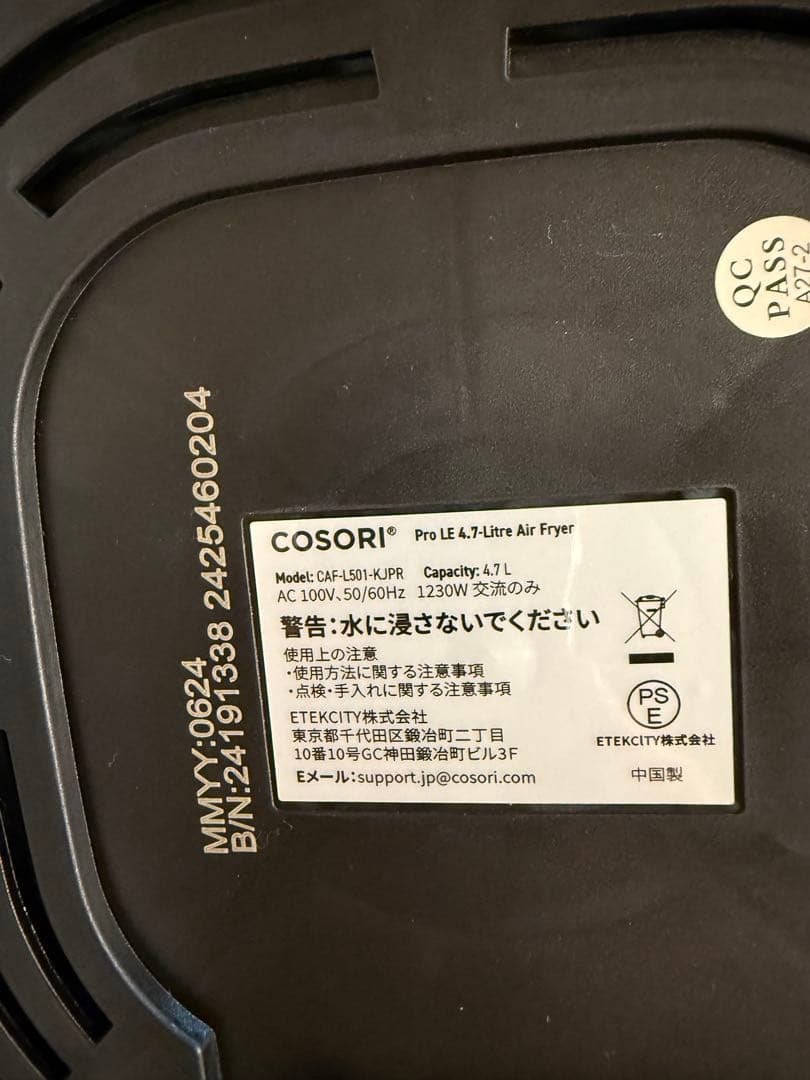 QC
PASS
A27-2
MMYY:0624
B/N:24191338 2425460204
COSORI® Pro LE 4.7-Litre Air Fryer
Model: CAF-L501-KJPR Capacity: 4.7 L
AC 100V、50/60Hz 1230W 交流のみ
警告：水に浸さないでください
使用上の注意
・使用方法に関する注意事項
・点検・手入れに関する注意事項
ETEKCITY株式会社
東京都千代田区鍛冶町二丁目
10番10号GC神田鍛冶町ビル3F
Eメール：support.jp@cosori.com
PS
E
ETEKCITY株式会社
中国製